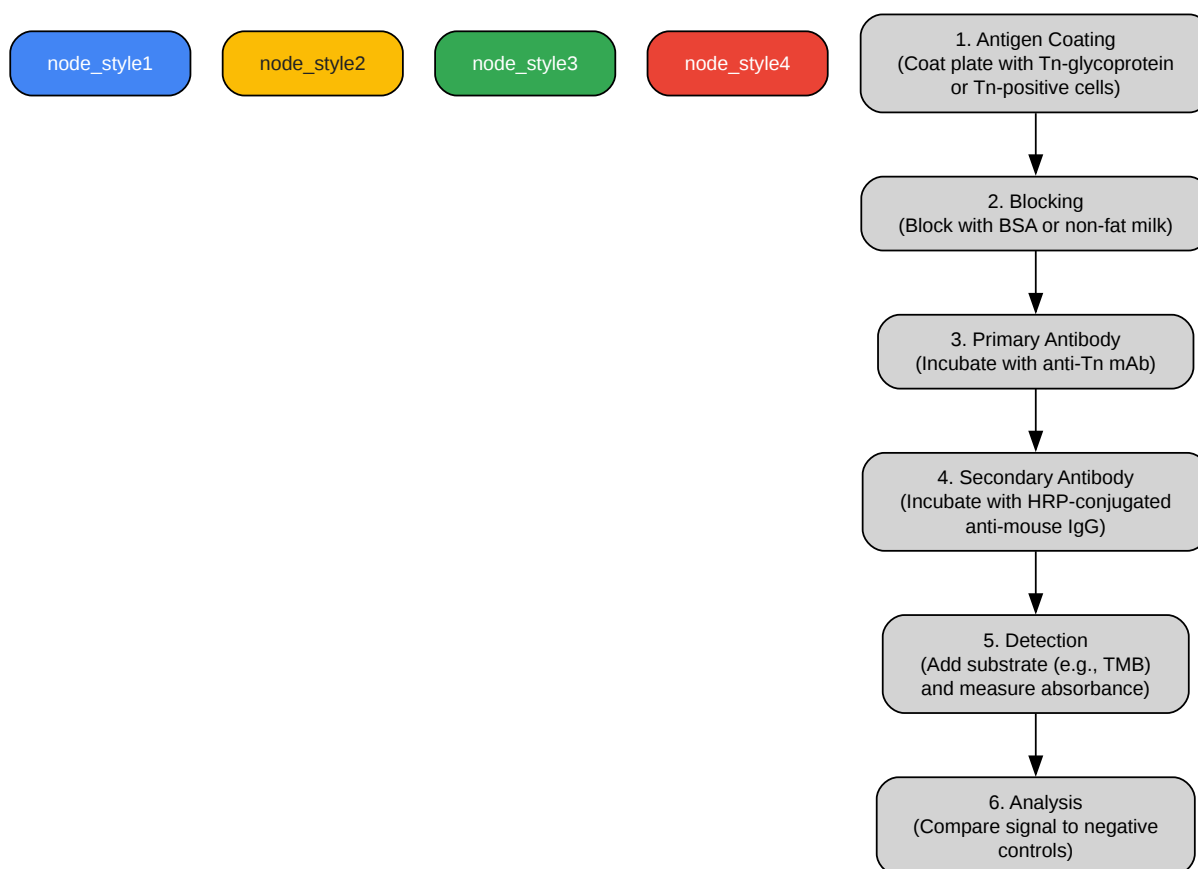 node_style1
node_style2
node_style3
node_style4
1. Antigen Coating
(Coat plate with Tn-glycoprotein
or Tn-positive cells)
2. Blocking
(Block with BSA or non-fat milk)
3. Primary Antibody
(Incubate with anti-Tn mAb)
4. Secondary Antibody
(Incubate with HRP-conjugated
anti-mouse IgG)
5. Detection
(Add substrate (e.g., TMB)
and measure absorbance)
6. Analysis
(Compare signal to negative
controls)